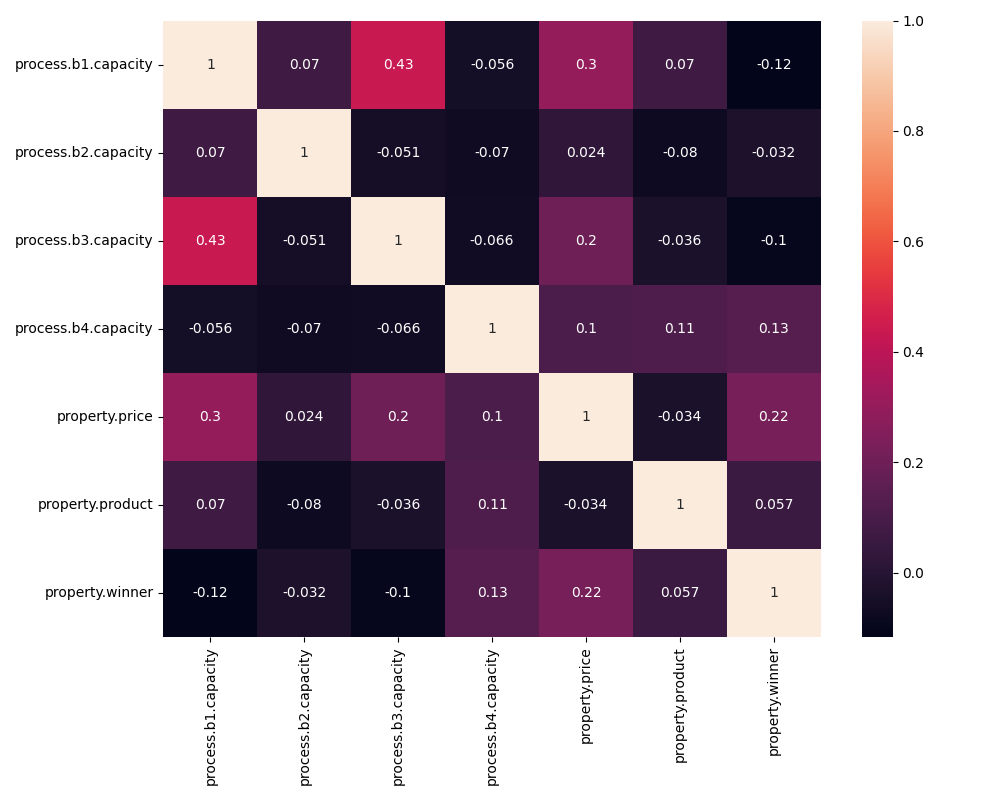 process.b1.capacity 1 0.07 0.43 -0.056 0.3 0.07 -0.12
process.b2.capacity 0.07 1 -0.051 -0.07 0.024 -0.08 -0.032
process.b3.capacity 0.43 -0.051 1 -0.066 0.2 -0.036 -0.1
process.b4.capacity -0.056 -0.07 -0.066 1 0.1 0.11 0.13
property.price 0.3 0.024 0.2 0.1 1 -0.034 0.22
property.product 0.07 -0.08 -0.036 0.11 -0.034 1 0.057
property.winner -0.12 -0.032 -0.1 0.13 0.22 0.057 1
process.b1.capacity
process.b2.capacity
process.b3.capacity
process.b4.capacity
property.price
property.product
property.winner
1.0
0.8
0.6
0.4
0.2
0.0